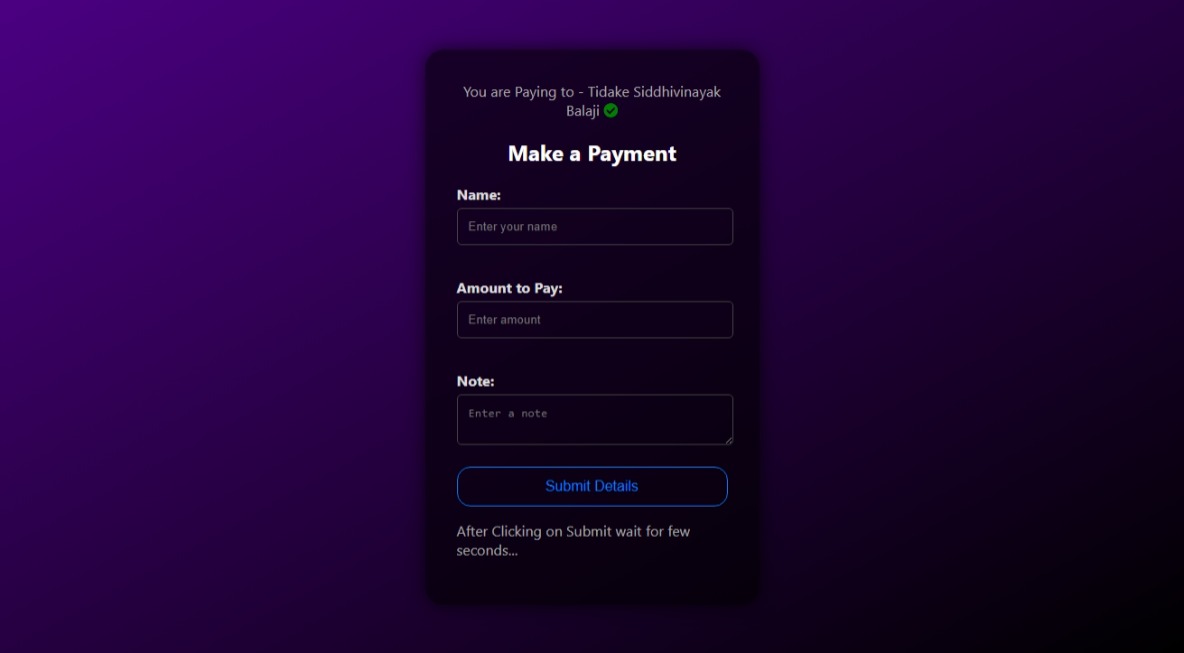 You are Paying to - Tidake Siddhivinayak
Balaji
Make a Payment
Name:
Enter your name
Amount to Pay:
Enter amount
Note:
Enter a note
Submit Details
After Clicking on Submit wait for few
seconds...